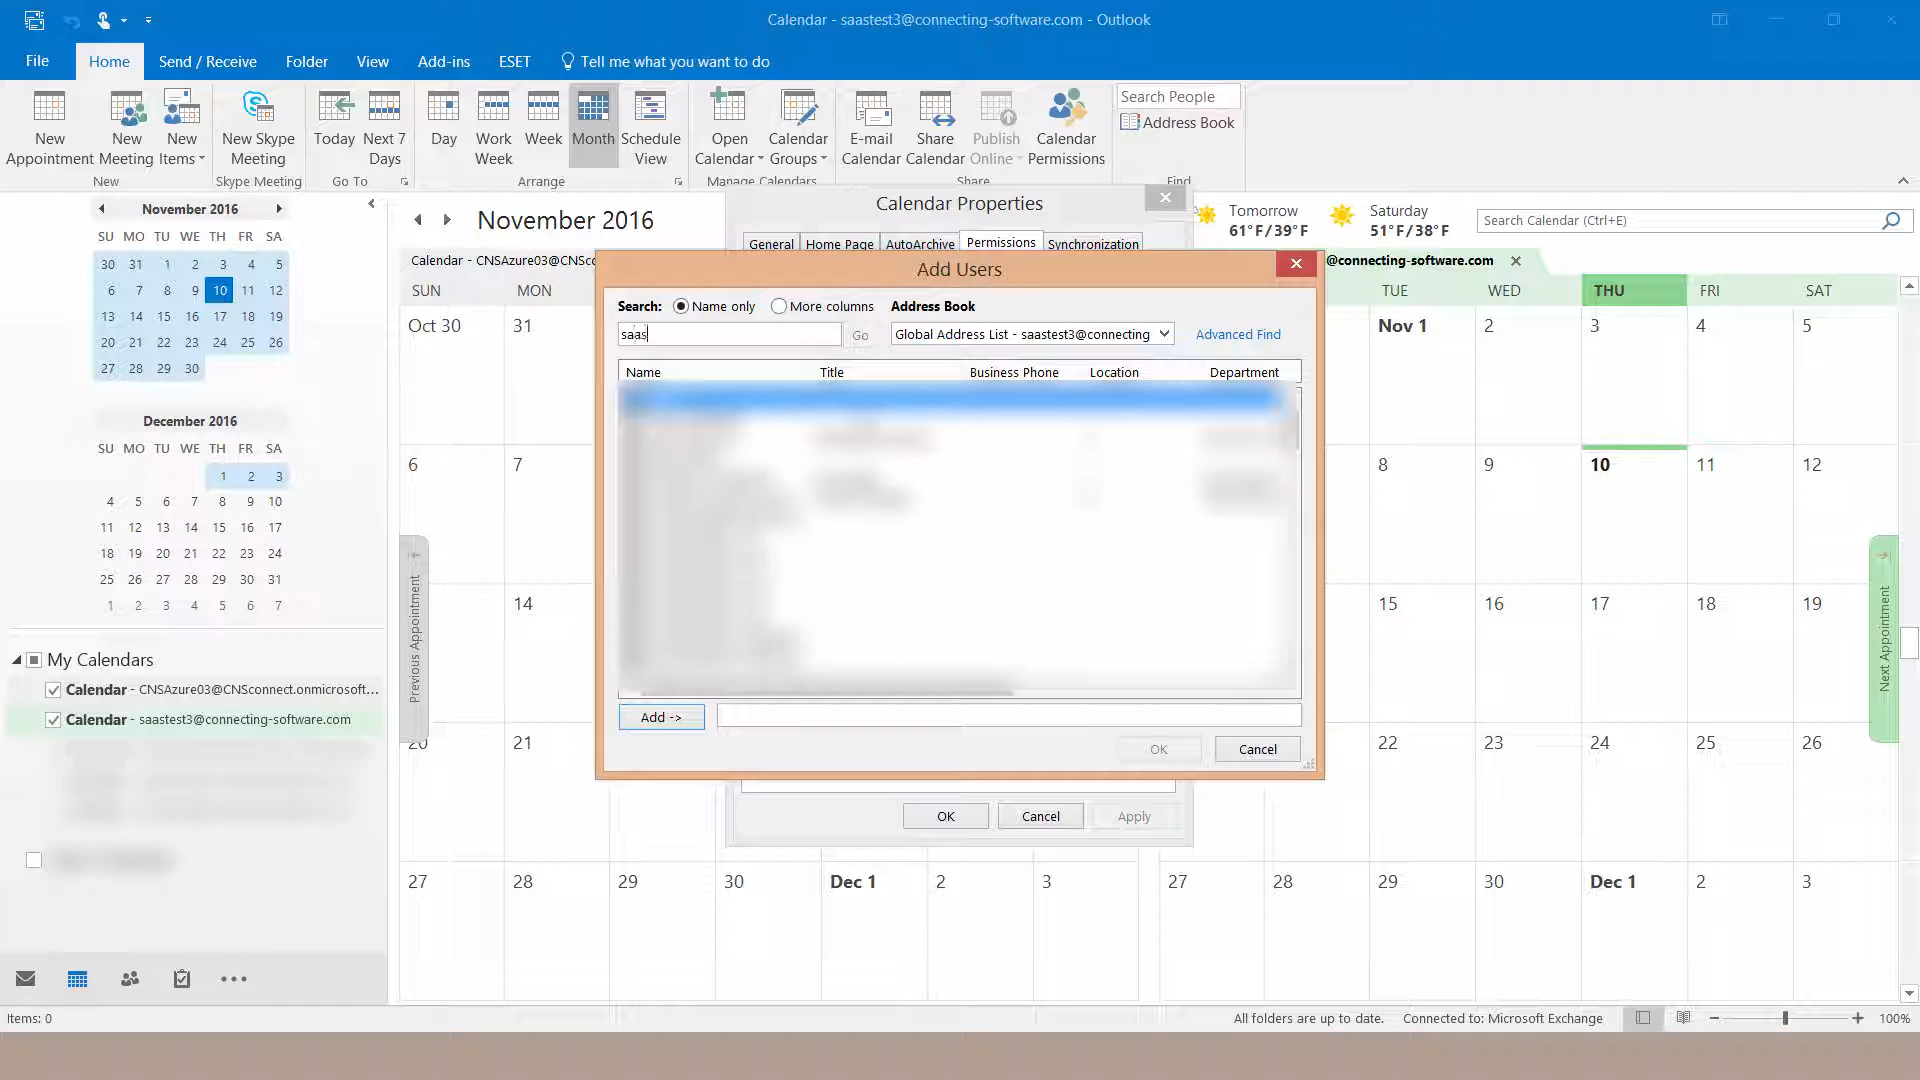 Calendar - saastest3@connecting-software.com - Outlook
File Home Send / Receive Folder View Add-ins ESET Tell me what you want to do
New Appointment
New Meeting
New Items
New
New Skype Meeting
Skype Meeting
Today
Next 7 Days
Go To
Day
Work Week
Week
Month
Schedule View
Arrange
Open Calendar
Calendar Groups
Manage Calendars
E-mail Calendar
Share Calendar
Publish Online
Calendar Permissions
Share
Search People
Address Book
Find
November 2016
SU MO TU WE TH FR SA
30 31 1 2 3 4 5
6 7 8 9 10 11 12
13 14 15 16 17 18 19
20 21 22 23 24 25 26
27 28 29 30
December 2016
SU MO TU WE TH FR SA
1 2 3
4 5 6 7 8 9 10
11 12 13 14 15 16 17
18 19 20 21 22 23 24
25 26 27 28 29 30 31
1 2 3 4 5 6 7
My Calendars
Calendar - CNSAzure03@CNSconnect.onmicrosoft...
Calendar - saastest3@connecting-software.com
November 2016
Tomorrow
61°F/39°F
Saturday
51°F/38°F
Search Calendar (Ctrl+E)
Calendar - CNSAzure03@CNSco
@connecting-software.com
SUN MON
TUE WED THU FRI SAT
Oct 30 31
Nov 1 2 3 4 5
6 7
8 9 10 11 12
14
15 16 17 18 19
20 21
22 23 24 25 26
27 28 29 30 Dec 1 2 3
27 28 29 30 Dec 1 2 3
Previous Appointment
Next Appointment
Calendar Properties
General Home Page AutoArchive Permissions Synchronization
Add Users
Search: Name only More columns Address Book
saas Go Global Address List - saastest3@connecting Advanced Find
Name Title Business Phone Location Department
Add ->
OK Cancel
OK Cancel Apply
Items: 0
All folders are up to date. Connected to: Microsoft Exchange 100%